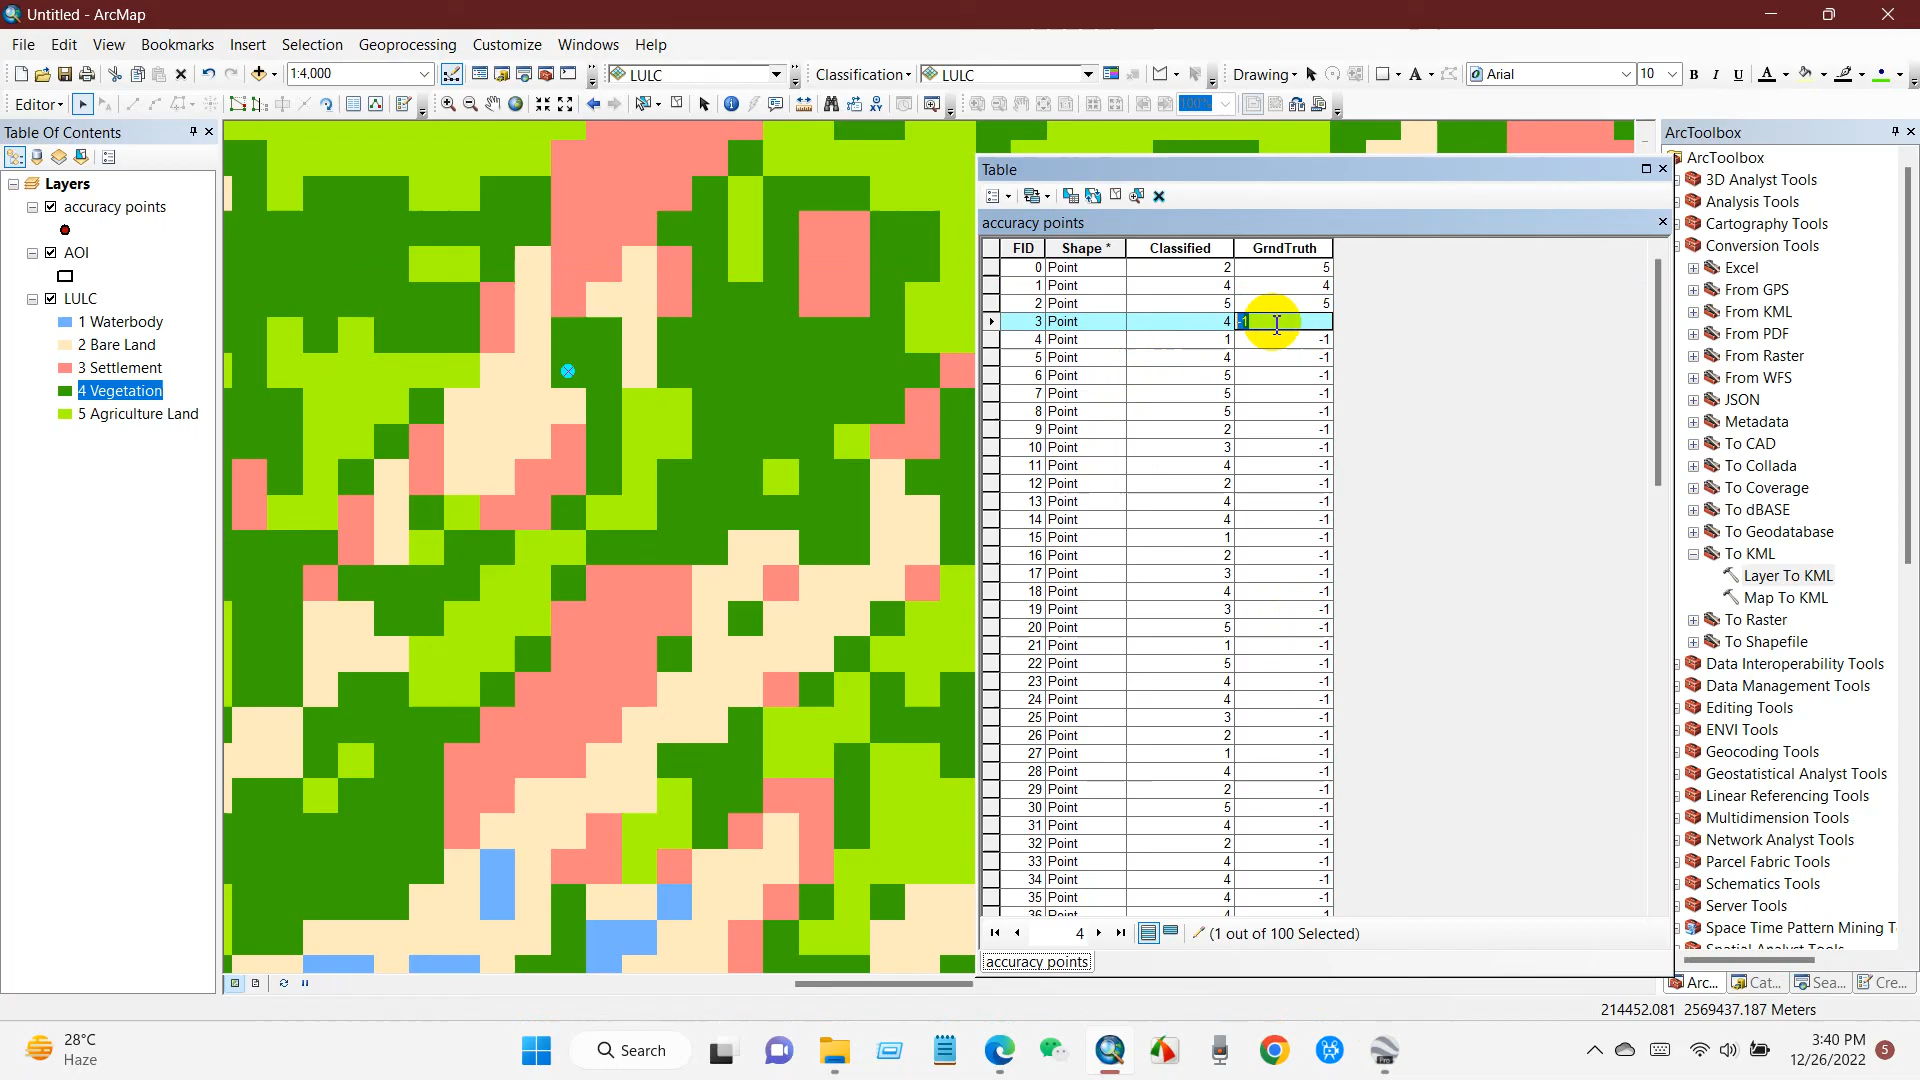 Untitled - ArcMap
File Edit View Bookmarks Insert Selection Geoprocessing Customize Windows Help
1:4,000 LULC Classification LULC Drawing Arial 10 B I U A
Editor 100%
Table Of Contents
ArcToolbox
Layers
accuracy points
AOI
LULC
1 Waterbody
2 Bare Land
3 Settlement
4 Vegetation
5 Agriculture Land
Table
accuracy points
FID Shape * Classified GrndTruth
0 Point 2 5
1 Point 4 4
2 Point 5 5
3 Point 4 -1
4 Point 1 -1
5 Point 4 -1
6 Point 5 -1
7 Point 5 -1
8 Point 5 -1
9 Point 2 -1
10 Point 3 -1
11 Point 4 -1
12 Point 2 -1
13 Point 4 -1
14 Point 4 -1
15 Point 1 -1
16 Point 2 -1
17 Point 3 -1
18 Point 4 -1
19 Point 3 -1
20 Point 5 -1
21 Point 1 -1
22 Point 5 -1
23 Point 4 -1
24 Point 4 -1
25 Point 3 -1
26 Point 2 -1
27 Point 1 -1
28 Point 4 -1
29 Point 2 -1
30 Point 5 -1
31 Point 4 -1
32 Point 2 -1
33 Point 4 -1
34 Point 4 -1
35 Point 4 -1
36 Point 4 -1
4 (1 out of 100 Selected)
accuracy points
ArcToolbox
3D Analyst Tools
Analysis Tools
Cartography Tools
Conversion Tools
Excel
From GPS
From KML
From PDF
From Raster
From WFS
JSON
Metadata
To CAD
To Collada
To Coverage
To dBASE
To Geodatabase
To KML
Layer To KML
Map To KML
To Raster
To Shapefile
Data Interoperability Tools
Data Management Tools
Editing Tools
ENVI Tools
Geocoding Tools
Geostatistical Analyst Tools
Linear Referencing Tools
Multidimension Tools
Network Analyst Tools
Parcel Fabric Tools
Schematics Tools
Server Tools
Space Time Pattern Mining T
Arc... Cat... Sea... Cre...
214452.081 2569437.187 Meters
28°C
Haze
Search
3:40 PM
12/26/2022
5